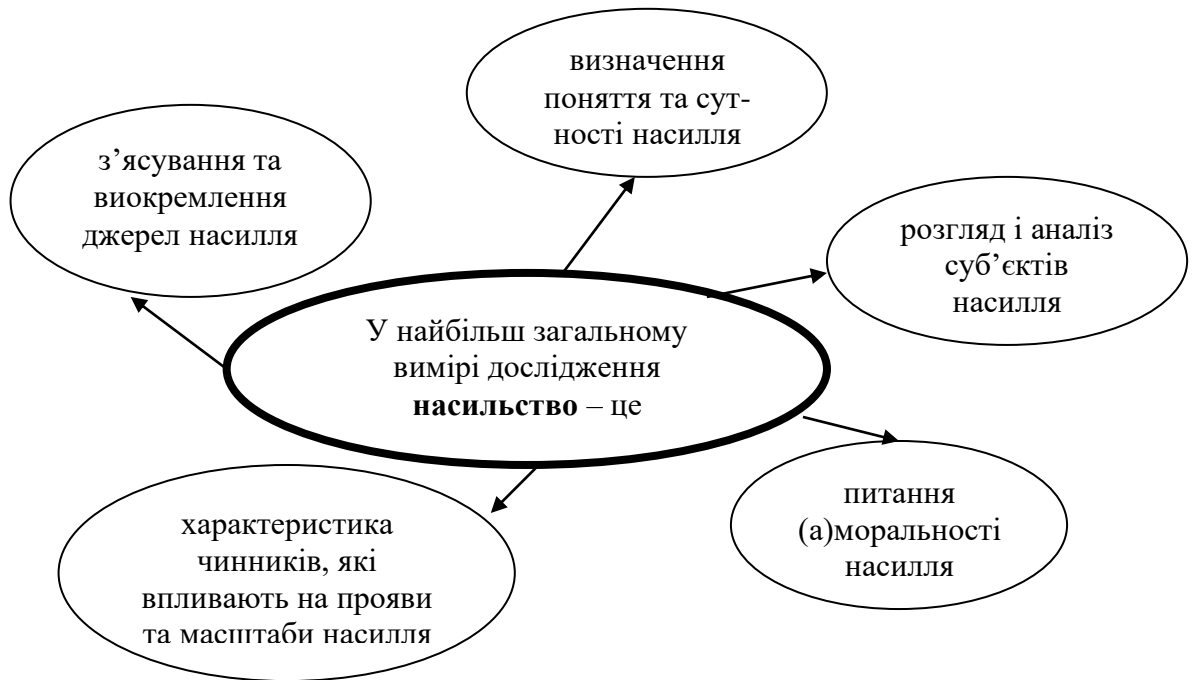 визначення
поняття та сут-
ності насилля
з’ясування та
виокремлення
джерел насилля
розгляд і аналіз
суб’єктів
насилля
У найбільш загальному
вимірі дослідження
насильство – це
питання
(а)моральності
насилля
характеристика
чинників, які
впливають на прояви
та масштаби насилля